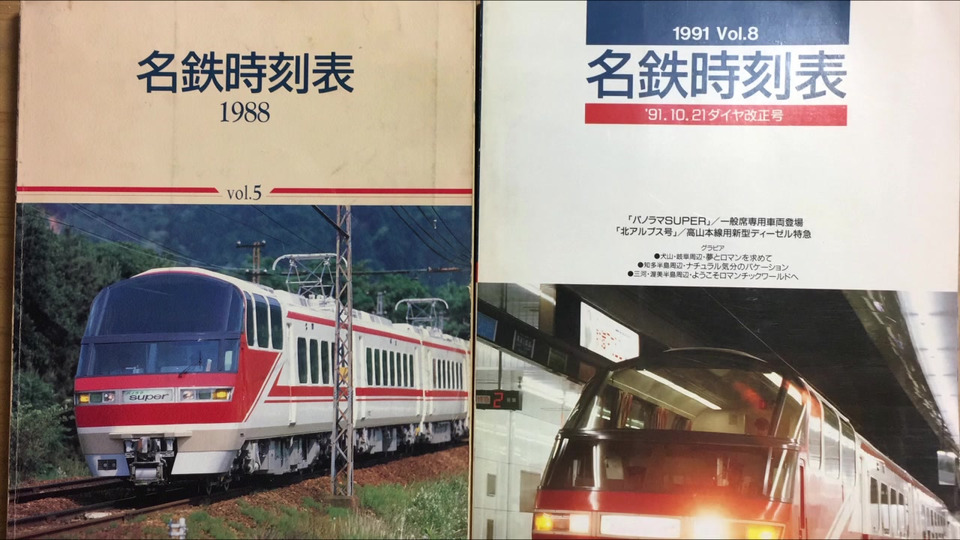 名鉄時刻表
1988
vol.5
super
1991 Vol.8
名鉄時刻表
'91.10.21ダイヤ改正号
「パノラマSUPER」／一般席専用車両登場
「北アルプス号」／高山本線用新型ディーゼル特急
グラビア
●犬山・岐阜周辺・夢とロマンを求めて
●知多半島周辺・ナチュラル気分のバケーション
●三河・渥美半島周辺・ようこそロマンチックワールドへ
2